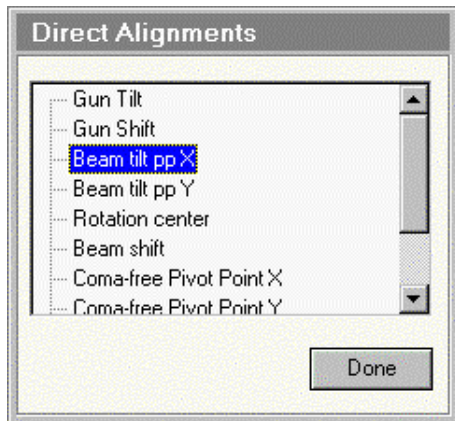 Direct Alignments
Gun Tilt
Gun Shift
Beam tilt pp X
Beam tilt pp Y
Rotation center
Beam shift
Coma-free Pivot Point X
Coma-free Pivot Point Y
Done